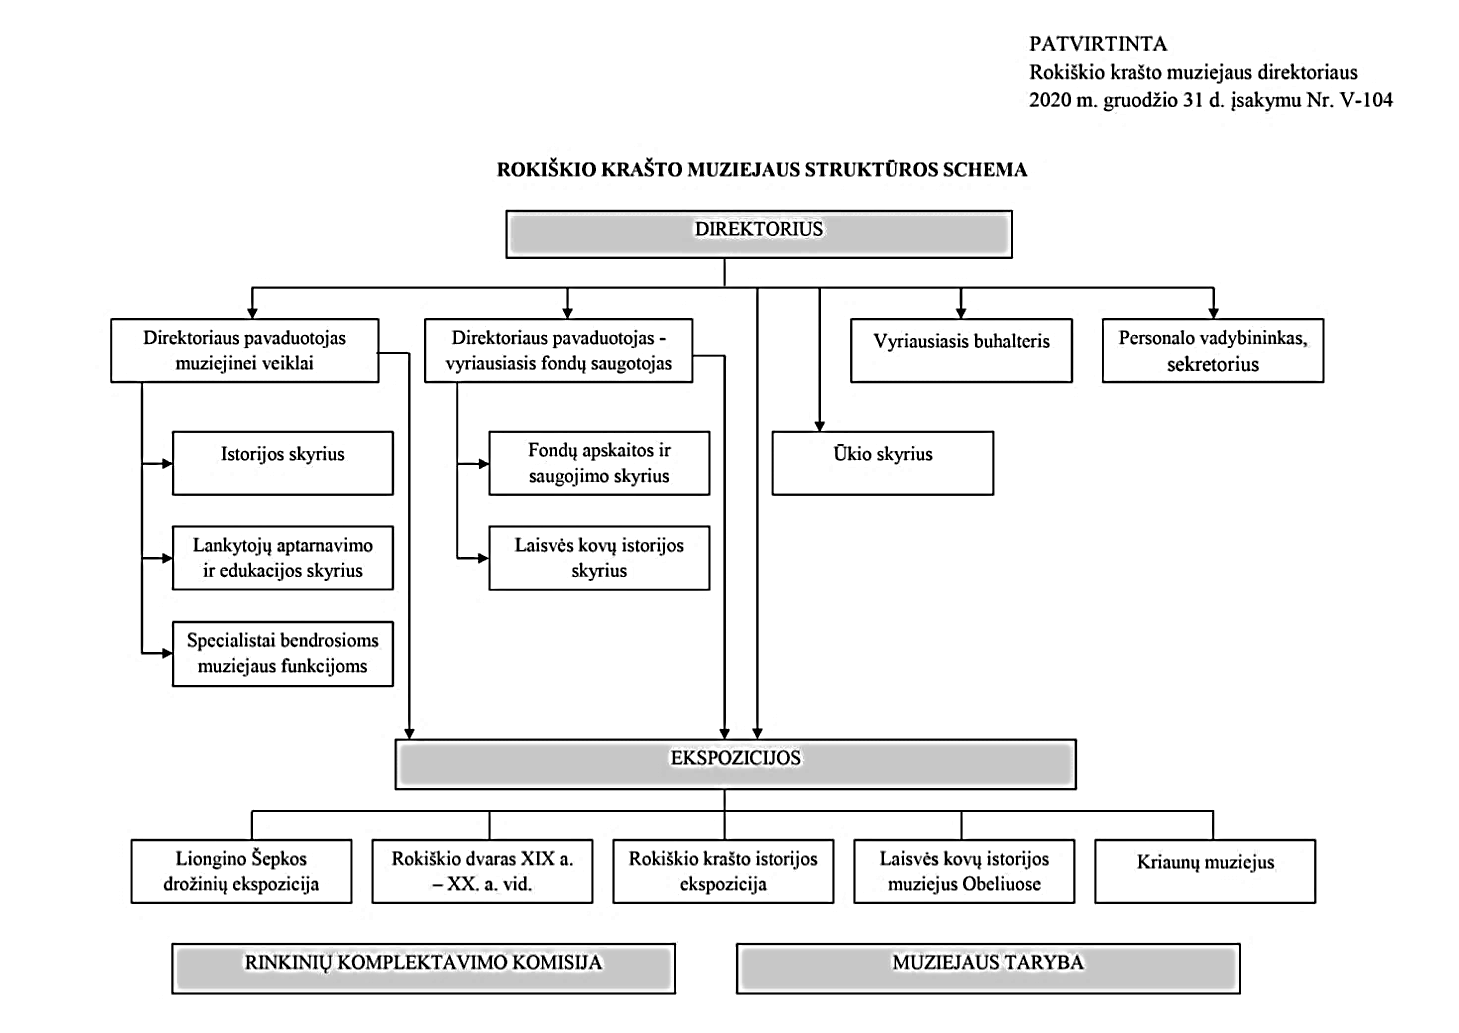 PATVIRTINTA
Rokiškio krašto muziejaus direktoriaus
2020 m. gruodžio 31 d. įsakymu Nr. V-104
ROKIŠKIO KRAŠTO MUZIEJAUS STRUKTŪROS SCHEMA
DIREKTORIUS
Direktoriaus pavaduotojas
muziejinei veiklai
Direktoriaus pavaduotojas -
vyriausiasis fondų saugotojas
Vyriausiasis buhalteris
Personalo vadybininkas,
sekretorius
Istorijos skyrius
Fondų apskaitos ir
saugojimo skyrius
Ūkio skyrius
Lankytojų aptarnavimo
ir edukacijos skyrius
Laisvės kovų istorijos
skyrius
Specialistai bendrosioms
muziejaus funkcijoms
EKSPOZICIJOS
Liongino Šepkos
drožinių ekspozicija
Rokiškio dvaras XIX a.
– XX. a. vid.
Rokiškio krašto istorijos
ekspozicija
Laisvės kovų istorijos
muziejus Obeliuose
Kriaunų muziejus
RINKINIŲ KOMPLEKTAVIMO KOMISIJA
MUZIEJAUS TARYBA